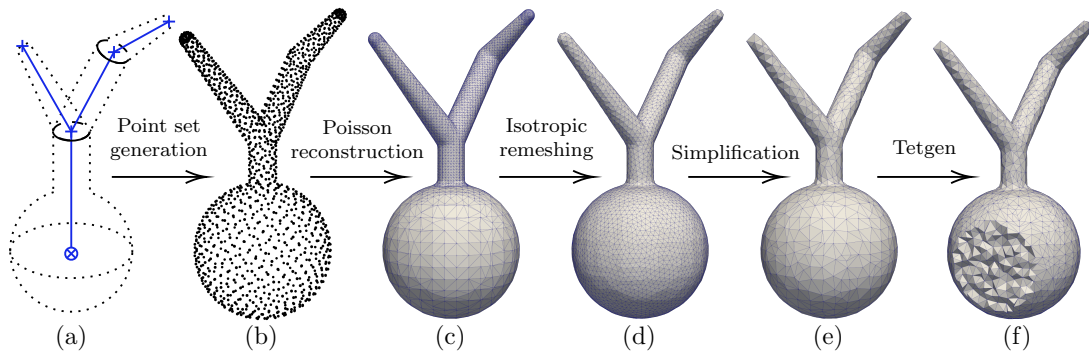 Point set
generation
Poisson
reconstruction
Isotropic
remeshing
Simplification
Tetgen
(a)
(b)
(c)
(d)
(e)
(f)